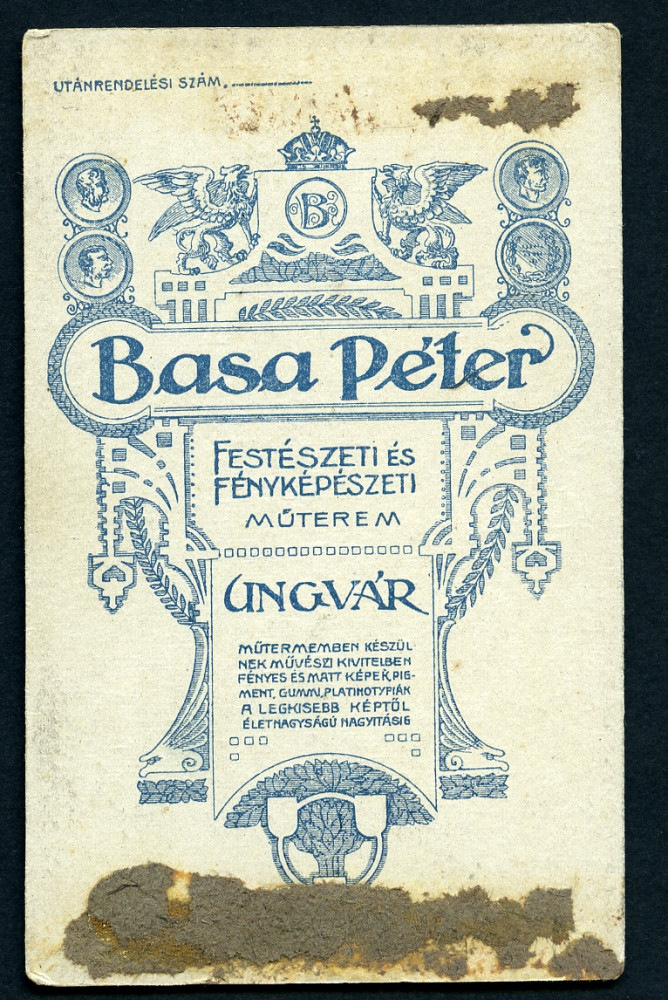 UTÁNRENDELÉSI SZÁM.
B
Basa Péter
FESTÉSZETI ÉS
FÉNYKÉPÉSZETI
MŰTEREM
UNGVÁR
MŰTERMEMBEN KÉSZÜL-
NEK MŰVÉSZI KIVITELBEN
FÉNYES ÉS MATT KÉPEK, PIG-
MENT, GUMMI, PLATINOTYPIÁK
A LEGKISEBB KÉPTŐL
ÉLETNAGYSÁGÚ NAGYITÁSIG